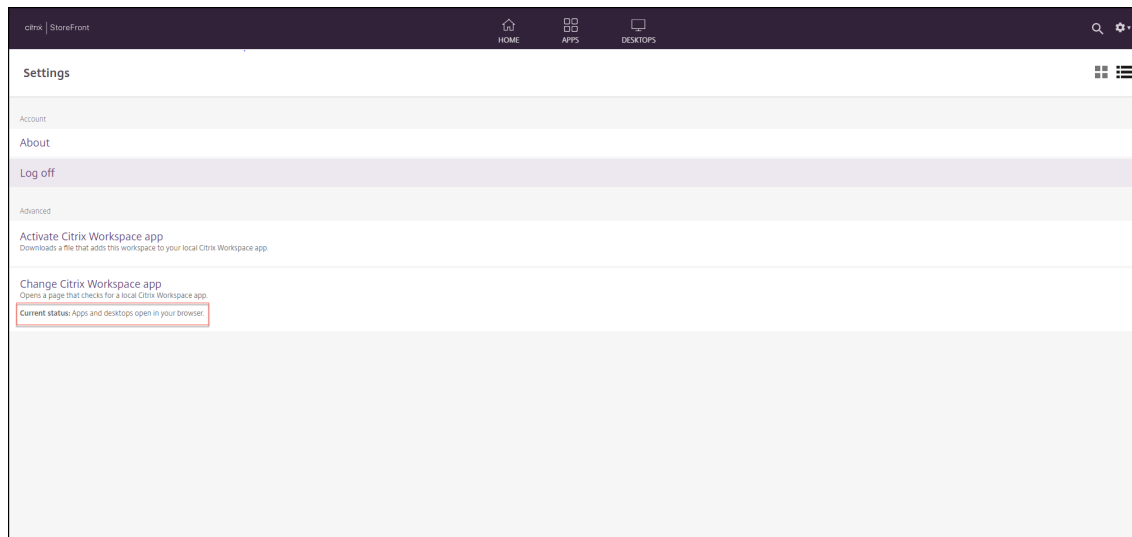 citrix | StoreFront
HOME
APPS
DESKTOPS
Settings
Account
About
Log off
Advanced
Activate Citrix Workspace app
Downloads a file that adds this workspace to your local Citrix Workspace app.
Change Citrix Workspace app
Opens a page that checks for a local Citrix Workspace app.
Current status: Apps and desktops open in your browser.